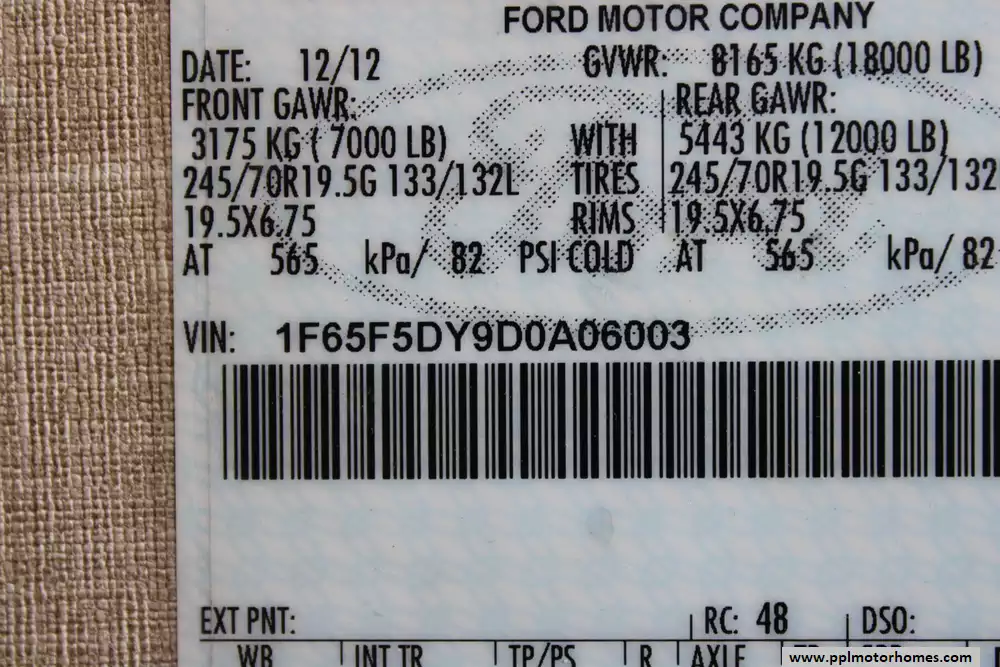 FORD MOTOR COMPANY
DATE: 12/12 GVWR: 8165 KG (18000 LB)
FRONT GAWR: REAR GAWR:
3175 KG ( 7000 LB) WITH 5443 KG (12000 LB)
245/70R19.5G 133/132L TIRES 245/70R19.5G 133/132
19.5X6.75 RIMS 19.5X6.75
AT 565 kPa/ 82 PSI COLD AT 565 kPa/ 82
VIN: 1F65F5DY9D0A06003
EXT PNT: RC: 48 DSO:
WB INT TR TP/PS R AXLE
www.pplmotorhomes.com